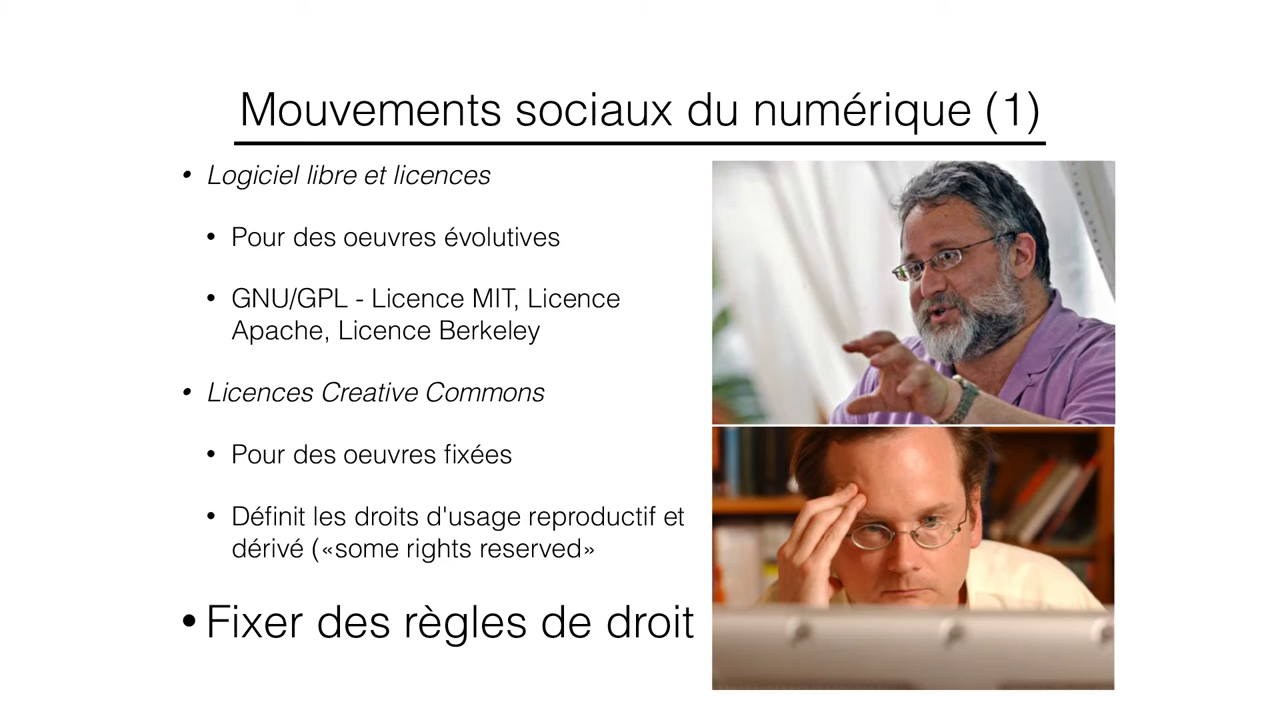 Mouvements sociaux du numérique (1)
• Logiciel libre et licences
• Pour des oeuvres évolutives
• GNU/GPL - Licence MIT, Licence
Apache, Licence Berkeley
• Licences Creative Commons
• Pour des oeuvres fixées
• Définit les droits d'usage reproductif et
dérivé («some rights reserved»
• Fixer des règles de droit